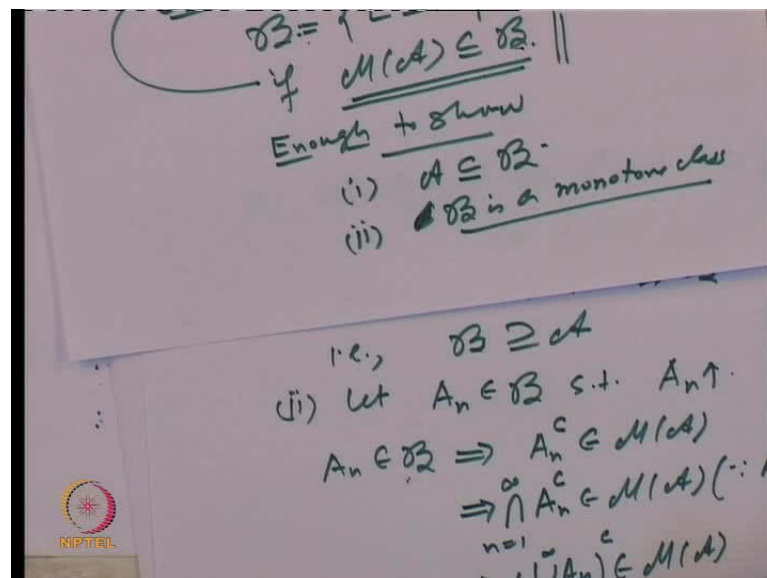 𝓑 :=
if 𝓜(𝒜) ⊆ 𝓑. ||
Enough to show
(i) 𝒜 ⊆ 𝓑.
(ii) 𝓑 is a monotone class
i.e., 𝓑 ⊇ 𝒜
(ii) Let Aₙ ∈ 𝓑 s.t. Aₙ↑.
Aₙ ∈ 𝓑 ⇒ Aₙᶜ ∈ 𝓜(𝒜)
⇒ ∞⋂n=1 Aₙᶜ ∈ 𝓜(𝒜) (∵
∞⋃Aₙ)ᶜ ∈ 𝓜(𝒜)
NPTEL